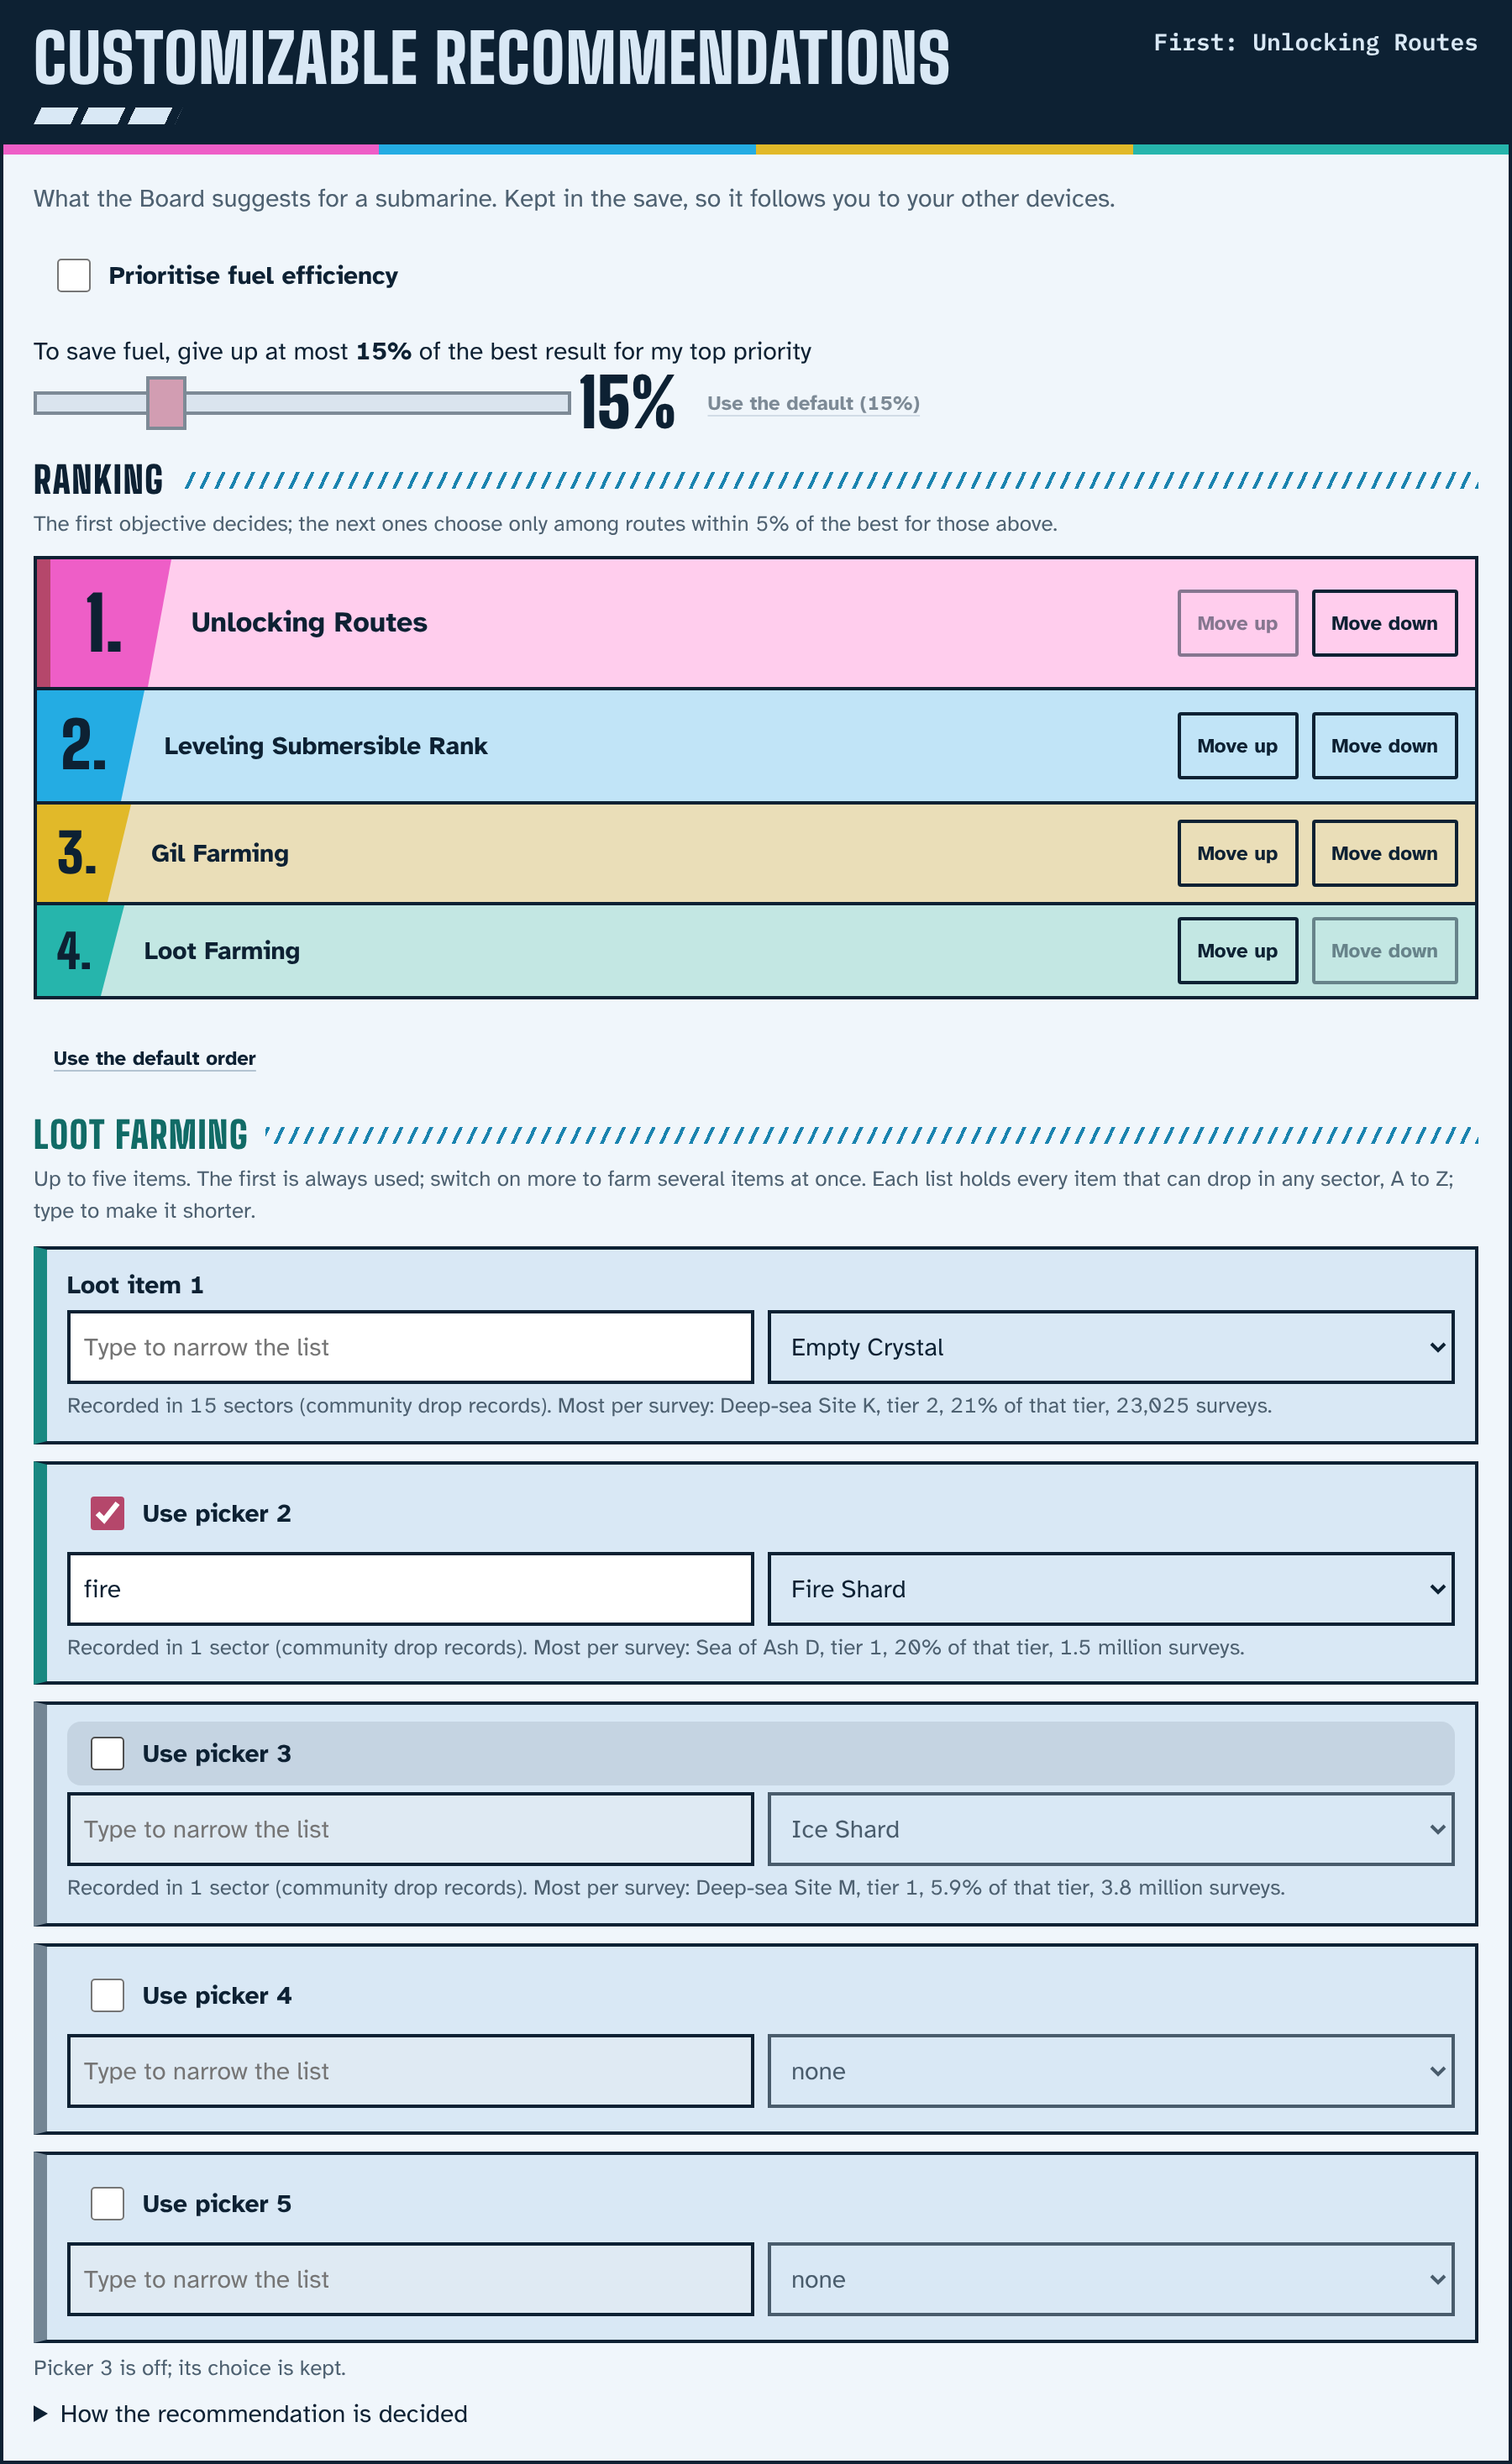 CUSTOMIZABLE RECOMMENDATIONS
First: Unlocking Routes
What the Board suggests for a submarine. Kept in the save, so it follows you to your other devices.
Prioritise fuel efficiency
To save fuel, give up at most 15% of the best result for my top priority
15%
Use the default (15%)
RANKING
The first objective decides; the next ones choose only among routes within 5% of the best for those above.
1.
Unlocking Routes
Move up
Move down
2.
Leveling Submersible Rank
Move up
Move down
3.
Gil Farming
Move up
Move down
4.
Loot Farming
Move up
Move down
Use the default order
LOOT FARMING
Up to five items. The first is always used; switch on more to farm several items at once. Each list holds every item that can drop in any sector, A to Z;
type to make it shorter.
Loot item 1
Type to narrow the list
Empty Crystal
Recorded in 15 sectors (community drop records). Most per survey: Deep-sea Site K, tier 2, 21% of that tier, 23,025 surveys.
Use picker 2
fire
Fire Shard
Recorded in 1 sector (community drop records). Most per survey: Sea of Ash D, tier 1, 20% of that tier, 1.5 million surveys.
Use picker 3
Type to narrow the list
Ice Shard
Recorded in 1 sector (community drop records). Most per survey: Deep-sea Site M, tier 1, 5.9% of that tier, 3.8 million surveys.
Use picker 4
Type to narrow the list
none
Use picker 5
Type to narrow the list
none
Picker 3 is off; its choice is kept.
How the recommendation is decided